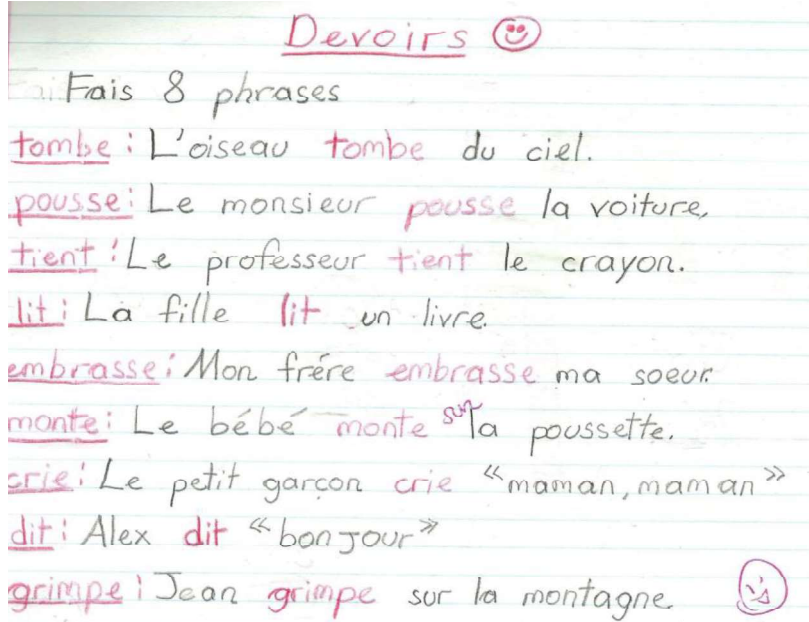 Devoirs
Fais 8 phrases
tombe : L'oiseau tombe du ciel.
pousse : Le monsieur pousse la voiture,
tient : Le professeur tient le crayon.
lit : La fille lit un livre.
embrasse : Mon frére embrasse ma soeur.
monte : Le bébé monte sur la poussette.
crie : Le petit garçon crie «maman, maman»
dit : Alex dit «bonjour»
grimpe : Jean grimpe sur la montagne.